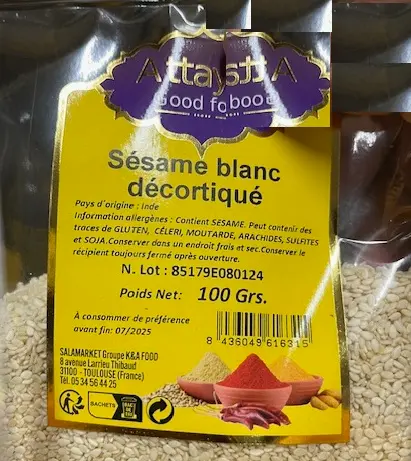 Good
Sésame blanc
décortiqué
Pays d'origine : Inde
Information allergènes : Contient SESAME. Peut contenir des
traces de GLUTEN, CÉLERI, MOUTARDE, ARACHIDES, SULFITES
et SOJA.Conserver dans un endroit frais et sec.Conserver le
récipient toujours fermé après ouverture.
N. Lot : 85179E080124
Poids Net: 100 Grs.
À consommer de préférence
avant fin: 07/2025
8 436049 616315
SALAMARKET Groupe K&A FOOD
8 avenue Larrieu Thibaud
31100 - TOULOUSE (France)
Tél. 05 34 56 44 25
SACHETS